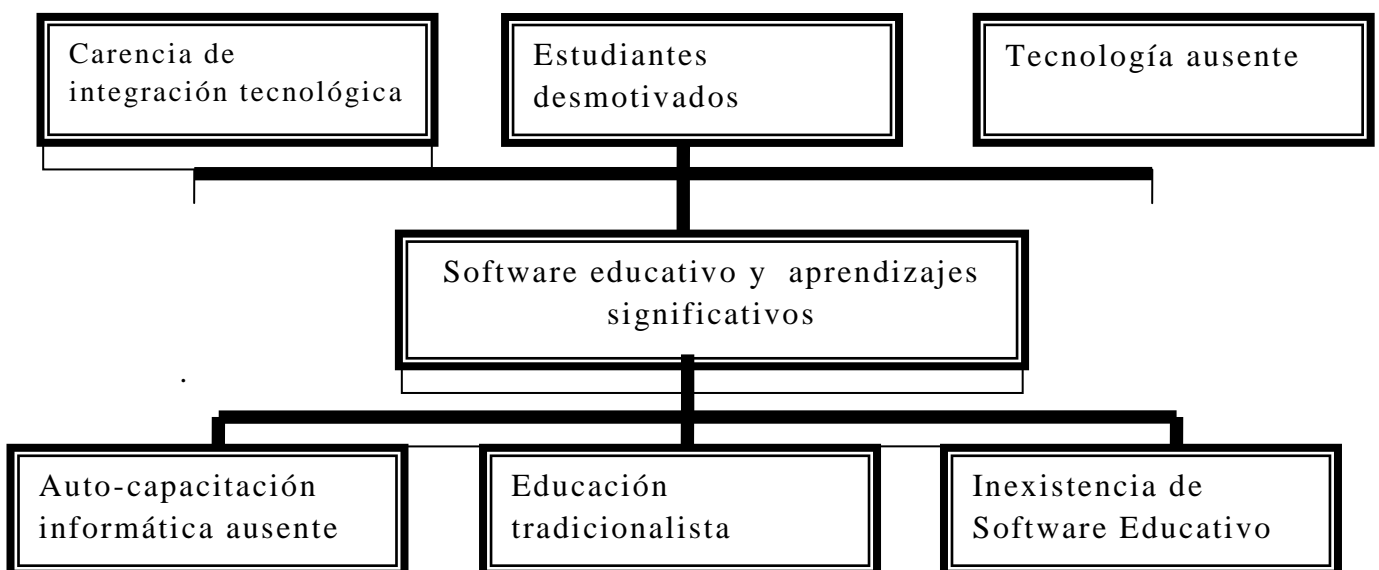 Carencia de
integración tecnológica
Estudiantes
desmotivados
Tecnología ausente
Software educativo y aprendizajes
significativos
.
Auto-capacitación
informática ausente
Educación
tradicionalista
Inexistencia de
Software Educativo